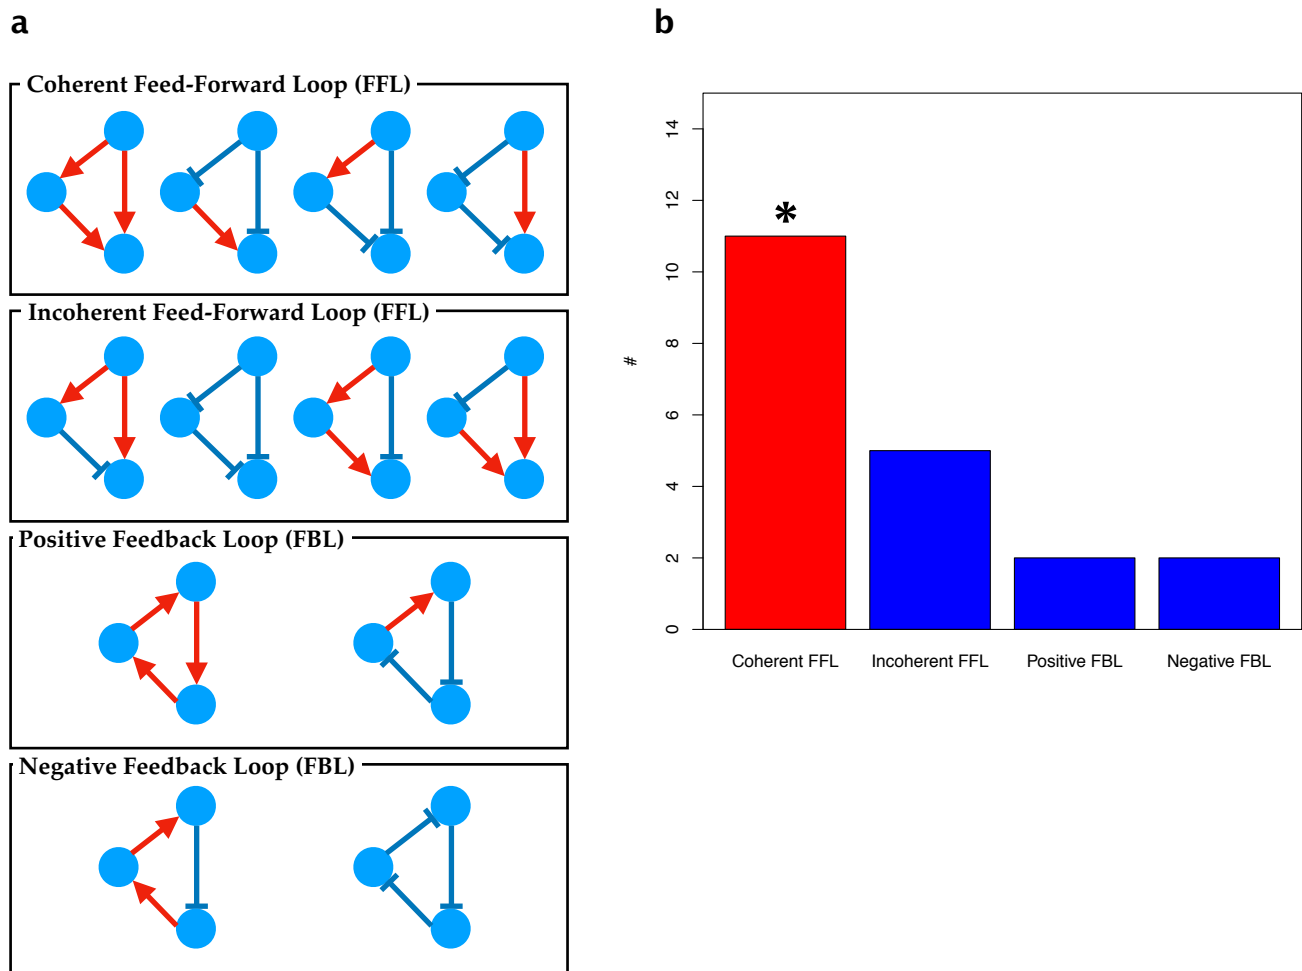 a
Coherent Feed-Forward Loop (FFL)
Incoherent Feed-Forward Loop (FFL)
Positive Feedback Loop (FBL)
Negative Feedback Loop (FBL)
b
14
12
10
8
6
4
2
0
#
*
Coherent FFL
Incoherent FFL
Positive FBL
Negative FBL